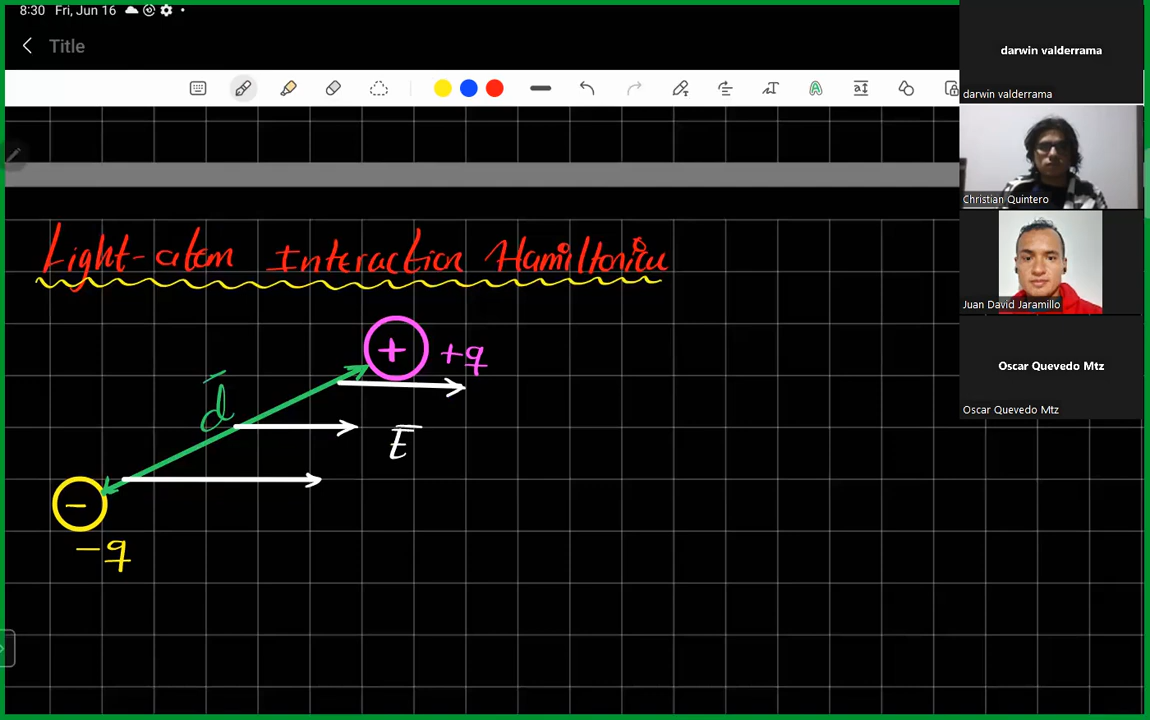 8:30 Fri, Jun 16
Title
Light-atom Interaction Hamiltonian
+
+q
d
E
−
−q
darwin valderrama
darwin valderrama
Christian Quintero
Juan David Jaramillo
Oscar Quevedo Mtz
Oscar Quevedo Mtz